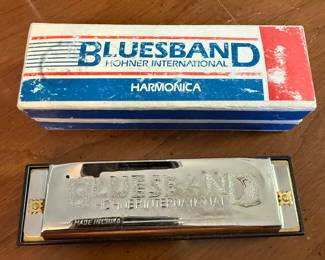 BLUESBAND
HOHNER INTERNATIONAL
HARMONICA
BLUESBAND
HOHNER INTERNATIONAL
MADE IN CHINA